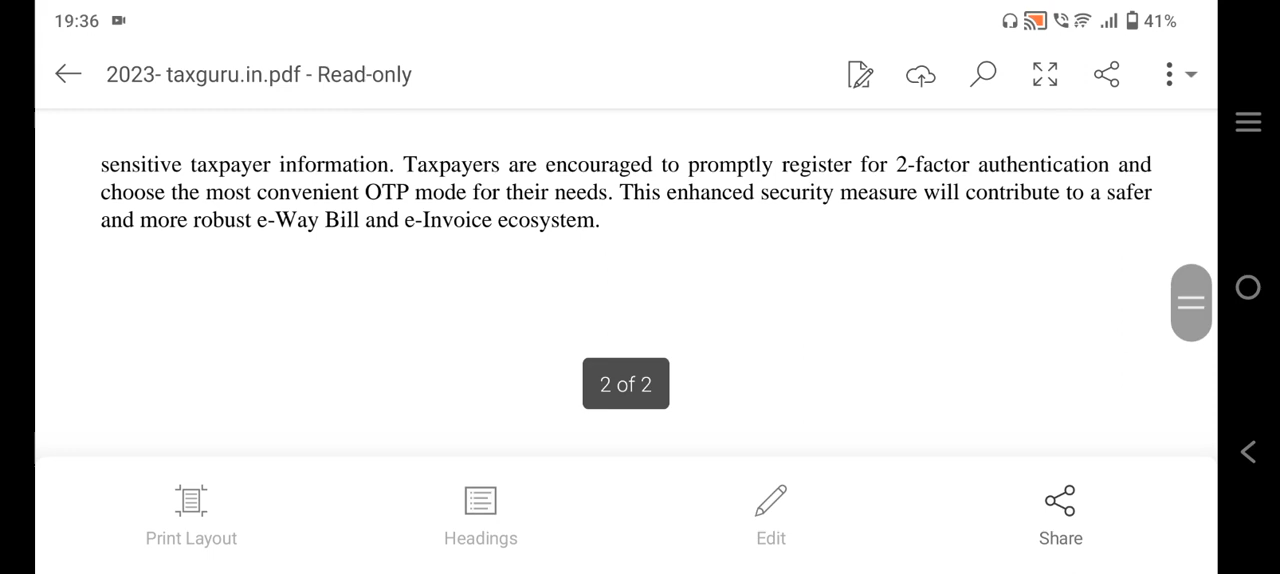 19:36
41%
2023- taxguru.in.pdf - Read-only
sensitive taxpayer information. Taxpayers are encouraged to promptly register for 2-factor authentication and
choose the most convenient OTP mode for their needs. This enhanced security measure will contribute to a safer
and more robust e-Way Bill and e-Invoice ecosystem.
2 of 2
Print Layout
Headings
Edit
Share